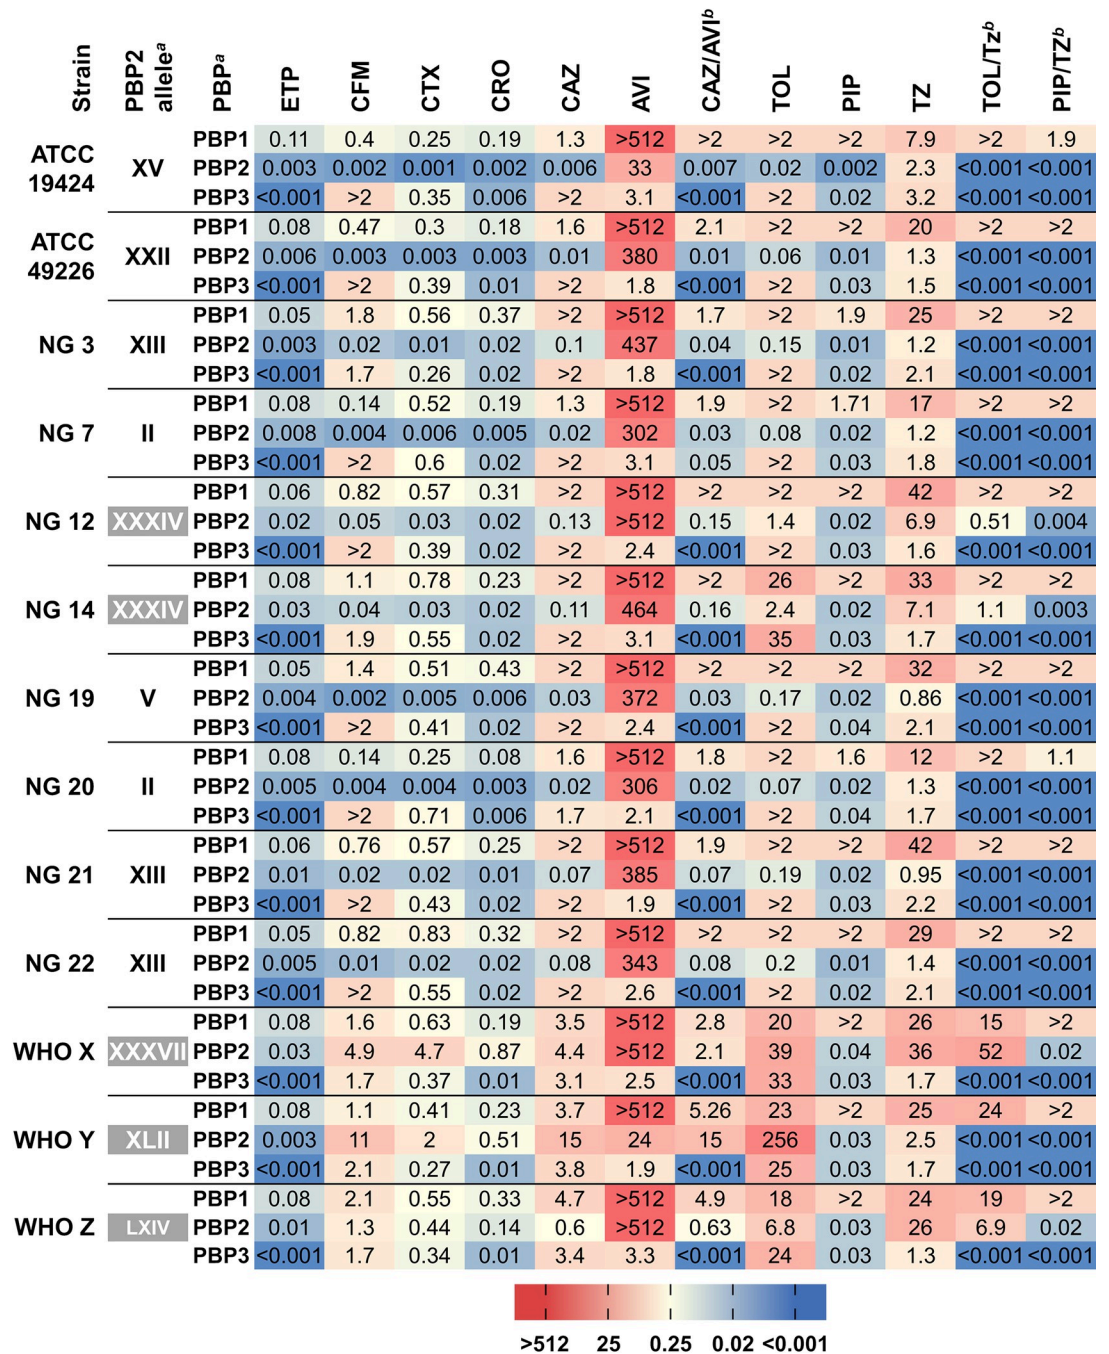 Strain PBP2 allele^a PBP^a ETP CFM CTX CRO CAZ AVI CAZ/AVI^b TOL PIP TZ TOL/Tz^b PIP/TZ^b
ATCC 19424 XV PBP1 0.11 0.4 0.25 0.19 1.3 >512 >2 >2 >2 7.9 >2 1.9
PBP2 0.003 0.002 0.001 0.002 0.006 33 0.007 0.02 0.002 2.3 <0.001 <0.001
PBP3 <0.001 >2 0.35 0.006 >2 3.1 <0.001 >2 0.02 3.2 <0.001 <0.001
ATCC 49226 XXII PBP1 0.08 0.47 0.3 0.18 1.6 >512 2.1 >2 >2 20 >2 >2
PBP2 0.006 0.003 0.003 0.003 0.01 380 0.01 0.06 0.01 1.3 <0.001 <0.001
PBP3 <0.001 >2 0.39 0.01 >2 1.8 <0.001 >2 0.03 1.5 <0.001 <0.001
NG 3 XIII PBP1 0.05 1.8 0.56 0.37 >2 >512 1.7 >2 1.9 25 >2 >2
PBP2 0.003 0.02 0.01 0.02 0.1 437 0.04 0.15 0.01 1.2 <0.001 <0.001
PBP3 <0.001 1.7 0.26 0.02 >2 1.8 <0.001 >2 0.02 2.1 <0.001 <0.001
NG 7 II PBP1 0.08 0.14 0.52 0.19 1.3 >512 1.9 >2 1.71 17 >2 >2
PBP2 0.008 0.004 0.006 0.005 0.02 302 0.03 0.08 0.01 1.2 <0.001 <0.001
PBP3 <0.001 >2 0.6 0.02 >2 3.1 0.05 >2 0.03 1.8 <0.001 <0.001
NG 12 XXXIV PBP1 0.06 0.82 0.57 0.31 >2 >512 >2 >2 >2 42 >2 >2
PBP2 0.02 0.05 0.03 0.02 0.13 >512 0.15 1.4 0.02 6.9 0.51 0.004
PBP3 <0.001 >2 0.39 0.02 >2 2.4 <0.001 >2 0.03 1.6 <0.001 <0.001
NG 14 XXXIV PBP1 0.08 1.1 0.78 0.23 >2 >512 >2 26 >2 33 >2 >2
PBP2 0.03 0.04 0.03 0.02 0.11 464 0.16 2.4 0.02 7.1 1.1 0.003
PBP3 <0.001 1.9 0.55 0.02 >2 3.1 <0.001 35 0.03 1.7 <0.001 <0.001
NG 19 V PBP1 0.05 1.4 0.51 0.43 >2 >512 >2 >2 >2 32 >2 >2
PBP2 0.004 0.002 0.005 0.006 0.03 372 0.03 0.17 0.02 0.86 <0.001 <0.001
PBP3 <0.001 >2 0.41 0.02 >2 2.4 <0.001 >2 0.04 2.1 <0.001 <0.001
NG 20 II PBP1 0.08 0.14 0.25 0.08 1.6 >512 1.8 >2 1.6 12 >2 1.1
PBP2 0.005 0.004 0.004 0.003 0.02 306 0.02 0.07 0.02 1.3 <0.001 <0.001
PBP3 <0.001 >2 0.71 0.006 1.7 2.1 <0.001 >2 0.04 1.7 <0.001 <0.001
NG 21 XIII PBP1 0.06 0.76 0.57 0.25 >2 >512 1.9 >2 >2 42 >2 >2
PBP2 0.01 0.02 0.02 0.01 0.07 385 0.07 0.19 0.02 0.95 <0.001 <0.001
PBP3 <0.001 >2 0.43 0.02 >2 1.9 <0.001 >2 0.03 2.2 <0.001 <0.001
NG 22 XIII PBP1 0.05 0.82 0.83 0.32 >2 >512 >2 >2 >2 29 >2 >2
PBP2 0.005 0.01 0.02 0.02 0.08 343 0.08 0.2 0.01 1.4 <0.001 <0.001
PBP3 <0.001 >2 0.55 0.02 >2 2.6 <0.001 >2 0.02 2.1 <0.001 <0.001
WHO X XXXVII PBP1 0.08 1.6 0.63 0.19 3.5 >512 2.8 20 >2 26 15 >2
PBP2 0.03 4.9 4.7 0.87 4.4 >512 2.1 39 0.04 36 52 0.02
PBP3 <0.001 1.7 0.37 0.01 3.1 2.5 <0.001 33 0.03 1.7 <0.001 <0.001
WHO Y XLII PBP1 0.08 1.1 0.41 0.23 3.7 >512 5.26 23 >2 25 24 >2
PBP2 0.003 11 2 0.51 15 24 15 256 0.03 2.5 <0.001 <0.001
PBP3 <0.001 2.1 0.27 0.01 3.8 1.9 <0.001 25 0.03 1.7 <0.001 <0.001
WHO Z LXIV PBP1 0.08 2.1 0.55 0.33 4.7 >512 4.9 18 >2 24 19 >2
PBP2 0.01 1.3 0.44 0.14 0.6 >512 0.63 6.8 0.03 26 6.9 0.02
PBP3 <0.001 1.7 0.34 0.01 3.4 3.3 <0.001 24 0.03 1.3 <0.001 <0.001
>512 25 0.25 0.02 <0.001